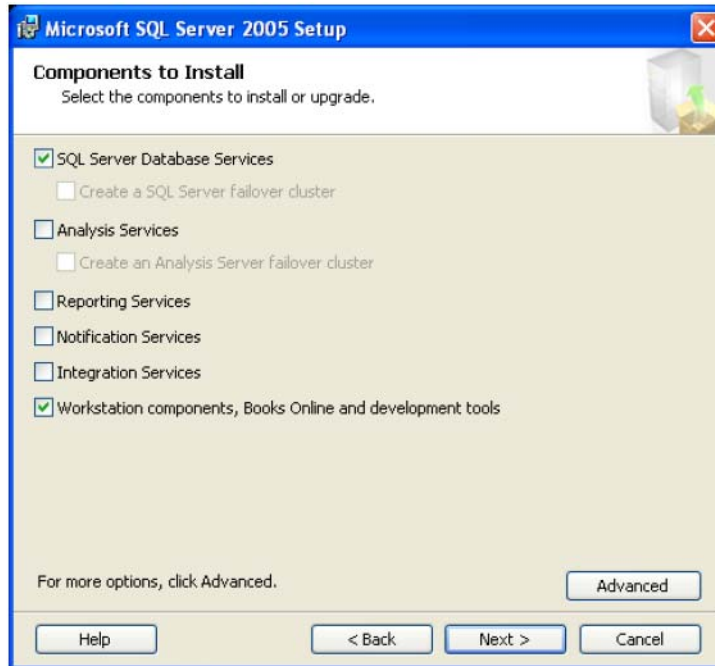 Microsoft SQL Server 2005 Setup
Components to Install
Select the components to install or upgrade.
SQL Server Database Services
Create a SQL Server failover cluster
Analysis Services
Create an Analysis Server failover cluster
Reporting Services
Notification Services
Integration Services
Workstation components, Books Online and development tools
For more options, click Advanced.
Advanced
Help
< Back
Next >
Cancel